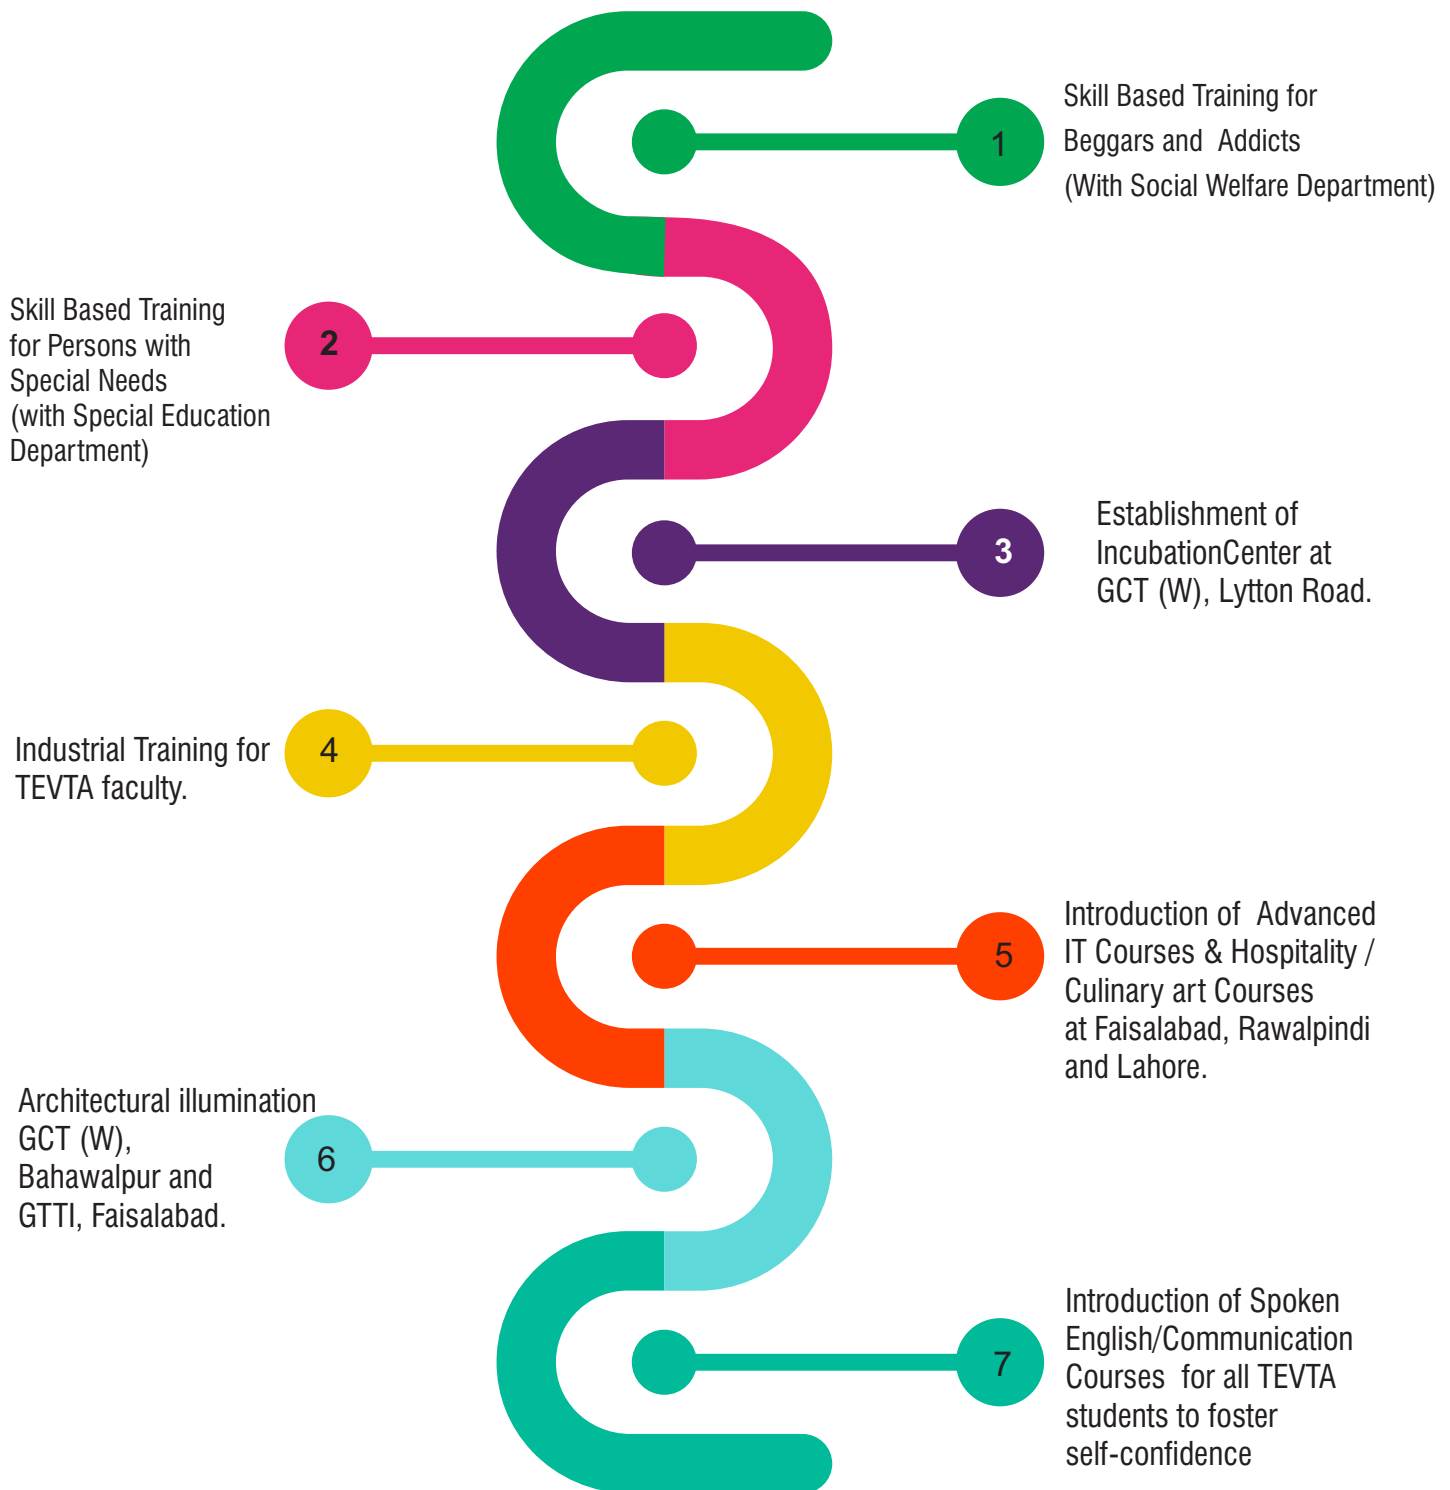 1
Skill Based Training for
Beggars and Addicts
(With Social Welfare Department)
2
Skill Based Training
for Persons with
Special Needs
(with Special Education
Department)
3
Establishment of
IncubationCenter at
GCT (W), Lytton Road.
4
Industrial Training for
TEVTA faculty.
5
Introduction of Advanced
IT Courses & Hospitality /
Culinary art Courses
at Faisalabad, Rawalpindi
and Lahore.
6
Architectural illumination
GCT (W),
Bahawalpur and
GTTI, Faisalabad.
7
Introduction of Spoken
English/Communication
Courses for all TEVTA
students to foster
self-confidence